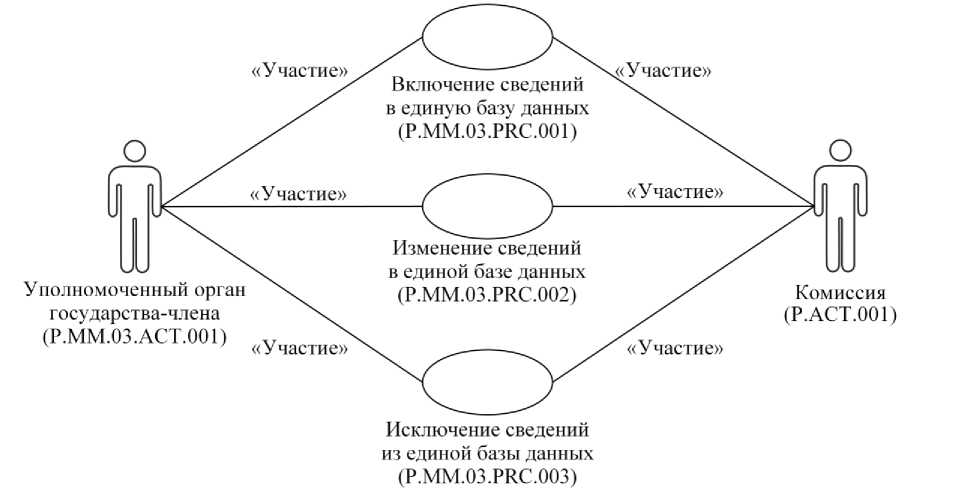 «Участие»
«Участие»
Включение сведений
в единую базу данных
(P.MM.03.PRC.001)
«Участие»
«Участие»
Изменение сведений
в единой базе данных
(P.MM.03.PRC.002)
Уполномоченный орган
государства-члена
(P.MM.03.ACT.001)
Комиссия
(P.ACT.001)
«Участие»
«Участие»
Исключение сведений
из единой базы данных
(P.MM.03.PRC.003)